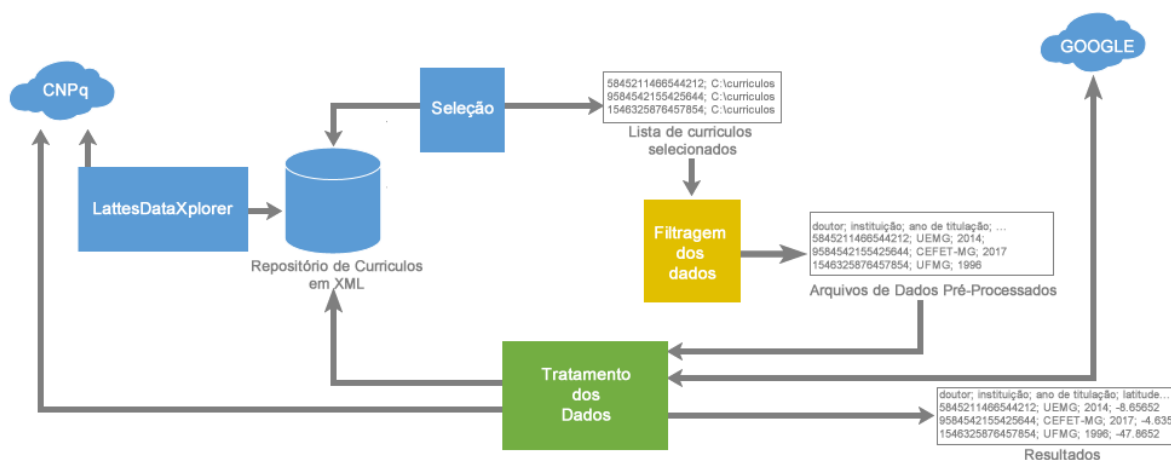 CNPq
LattesDataXplorer
Repositório de Curriculos
em XML
Seleção
5845211466544212; C:\curriculos
9584542155425644; C:\curriculos
1546325876457854; C:\curriculos
Lista de curriculos
selecionados
GOOGLE
Filtragem
dos
dados
doutor; instituição; ano de titulação; ...
5845211466544212; UEMG; 2014;
9584542155425644; CEFET-MG; 2017
1546325876457854; UFMG; 1996
Arquivos de Dados Pré-Processados
Tratamento
dos
Dados
doutor; instituição; ano de titulação; latitude...
5845211466544212; UEMG; 2014; -8.65652
9584542155425644; CEFET-MG; 2017; -4.635
1546325876457854; UFMG; 1996; -47.8652
Resultados